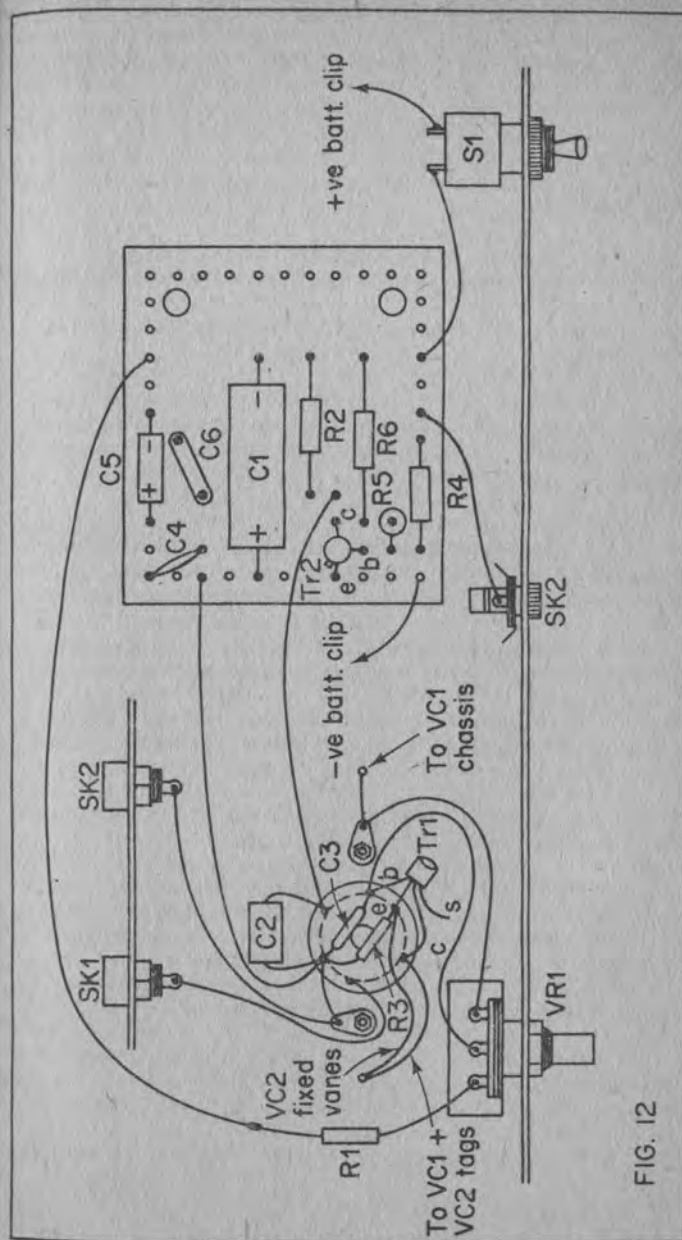 SK1
SK2
C5
+
-
C4
C6
C2
C1
+
-
R1
VC2
fixed
vanes
C3
R2
Tr2
c
e
b
R5
R6
+ve batt clip
-ve batt clip
R3
e
b
c
s
Tr1
To VC1
chassis
R4
To VC1 +
VC2 tags
S1
VR1
SK2
FIG. 12